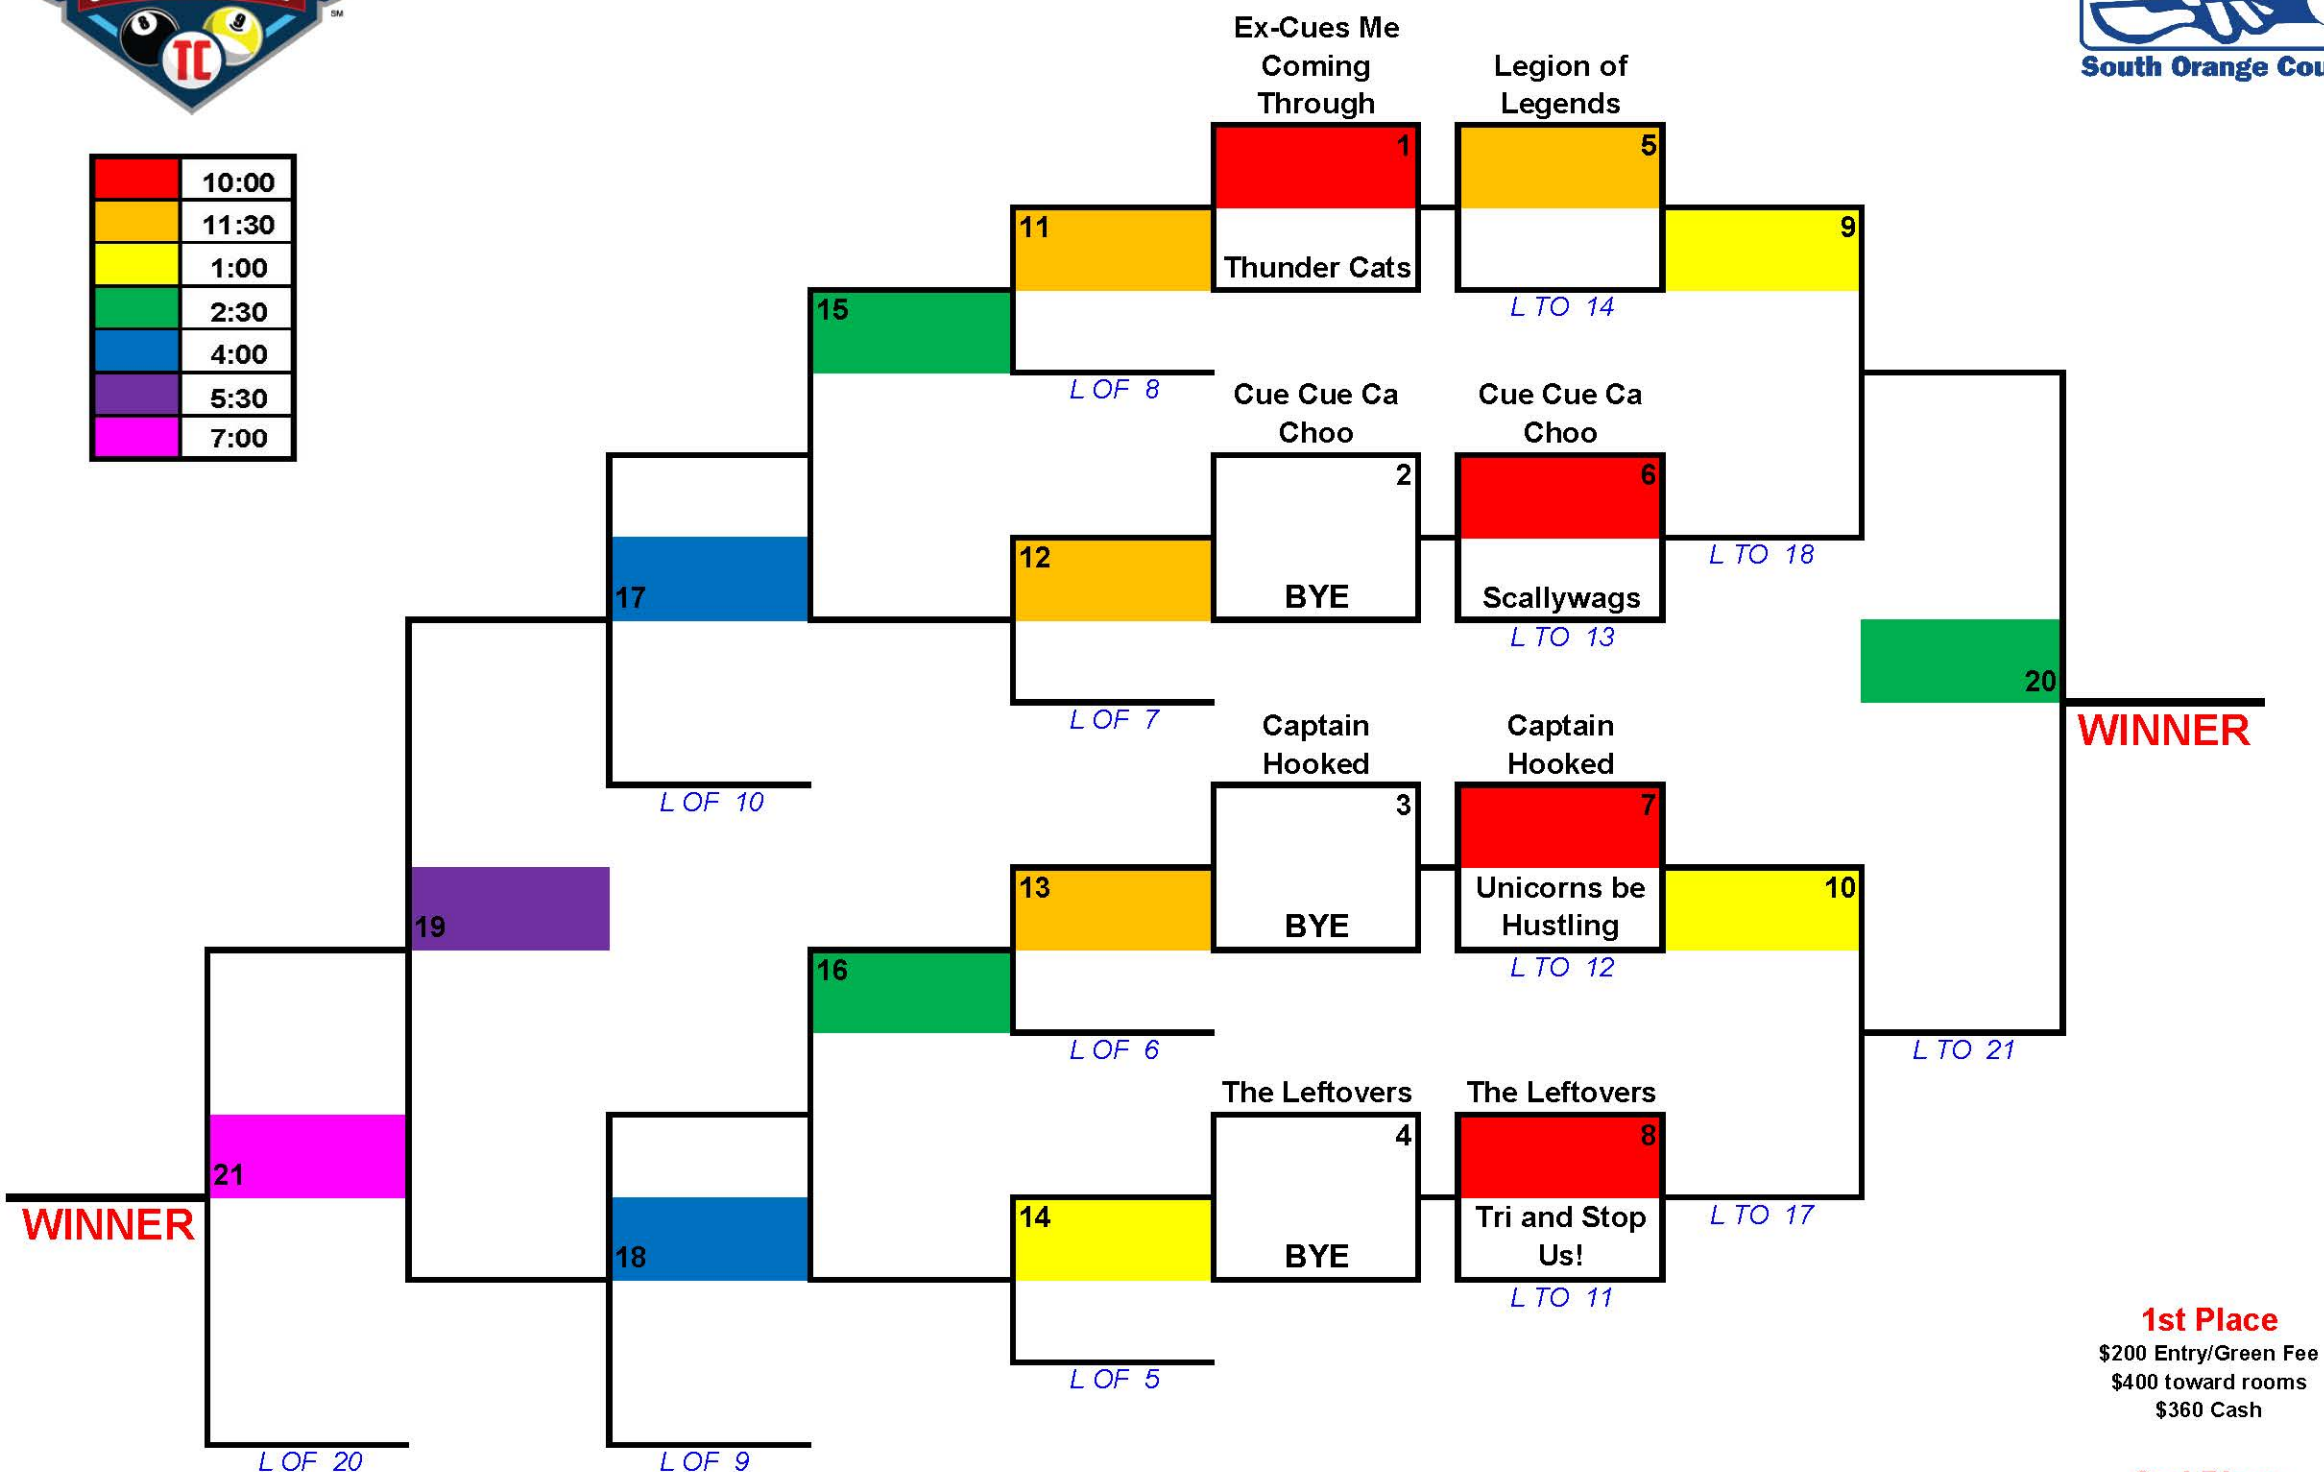 8
9
TC
SM
South Orange Cou
10:00
11:30
1:00
2:30
4:00
5:30
7:00
Ex-Cues Me
Coming
Through
1
Thunder Cats
Legion of
Legends
5
L TO 14
9
11
L OF 8
15
Cue Cue Ca
Choo
2
BYE
Cue Cue Ca
Choo
6
Scallywags
L TO 13
L TO 18
12
L OF 7
17
L OF 10
20
WINNER
Captain
Hooked
3
BYE
Captain
Hooked
7
Unicorns be
Hustling
L TO 12
10
L TO 21
13
L OF 6
16
19
The Leftovers
4
BYE
The Leftovers
8
Tri and Stop
Us!
L TO 11
L TO 17
14
L OF 5
18
L OF 9
21
WINNER
L OF 20
1st Place
$200 Entry/Green Fee
$400 toward rooms
$360 Cash